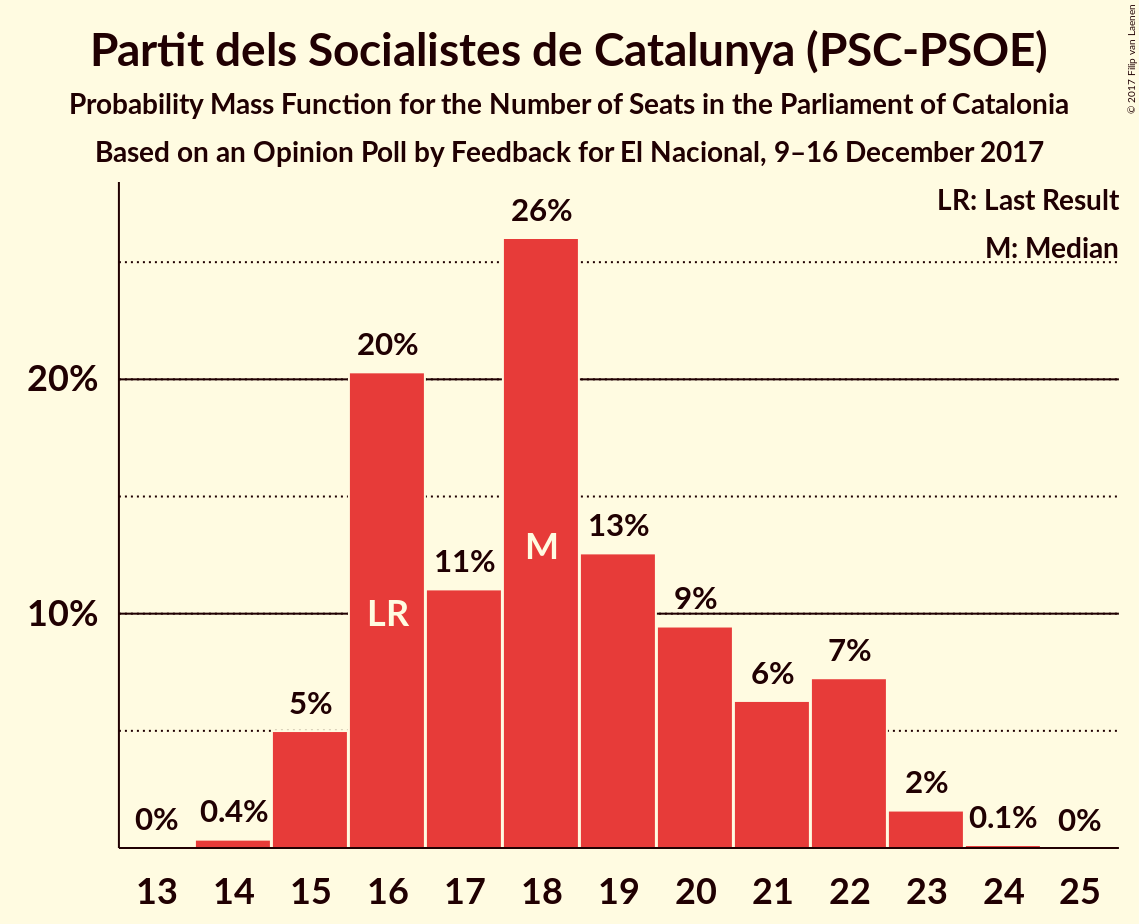 Partit dels Socialistes de Catalunya (PSC-PSOE)
Probability Mass Function for the Number of Seats in the Parliament of Catalonia
Based on an Opinion Poll by Feedback for El Nacional, 9–16 December 2017
© 2017 Filip van Laenen
LR: Last Result
M: Median
26%
20%
20%
13%
M
11%
10%
LR
9%
7%
6%
5%
2%
0%
0.4%
0.1%
0%
13 14 15 16 17 18 19 20 21 22 23 24 25